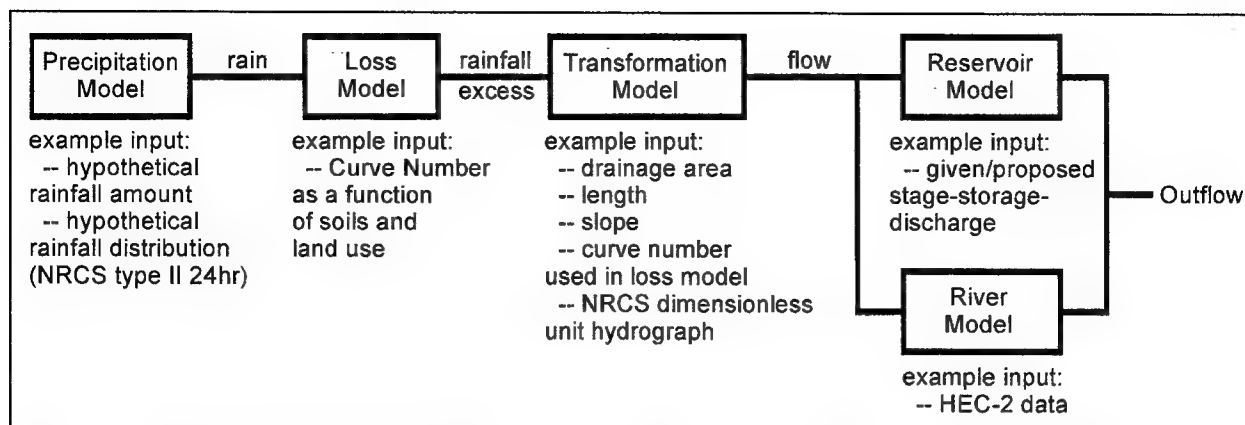 Precipitation
Model
rain
Loss
Model
rainfall
excess
Transformation
Model
flow
Reservoir
Model
example input:
-- hypothetical
rainfall amount
-- hypothetical
rainfall distribution
(NRCS type II 24hr)
example input:
-- Curve Number
as a function
of soils and
land use
example input:
-- drainage area
-- length
-- slope
-- curve number
used in loss model
-- NRCS dimensionless
unit hydrograph
example input:
-- given/proposed
stage-storage-
discharge
Outflow
River
Model
example input:
-- HEC-2 data